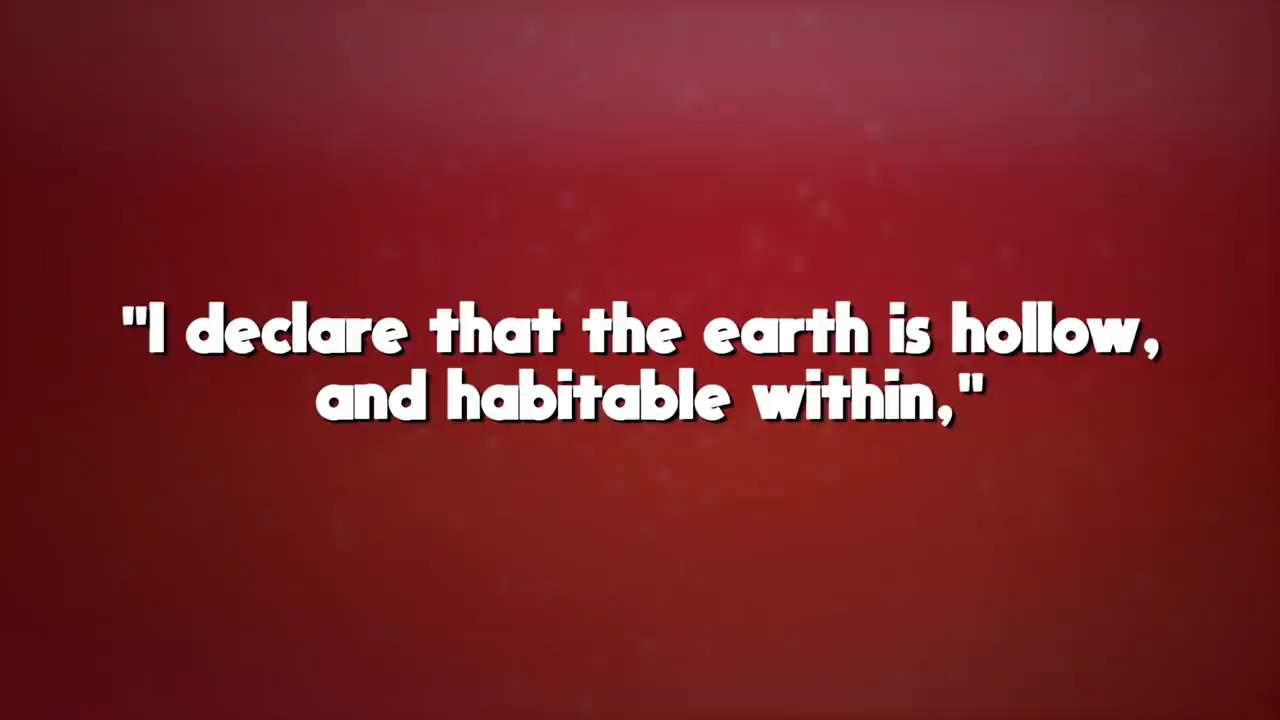 "I declare that the earth is hollow,
and habitable within,"